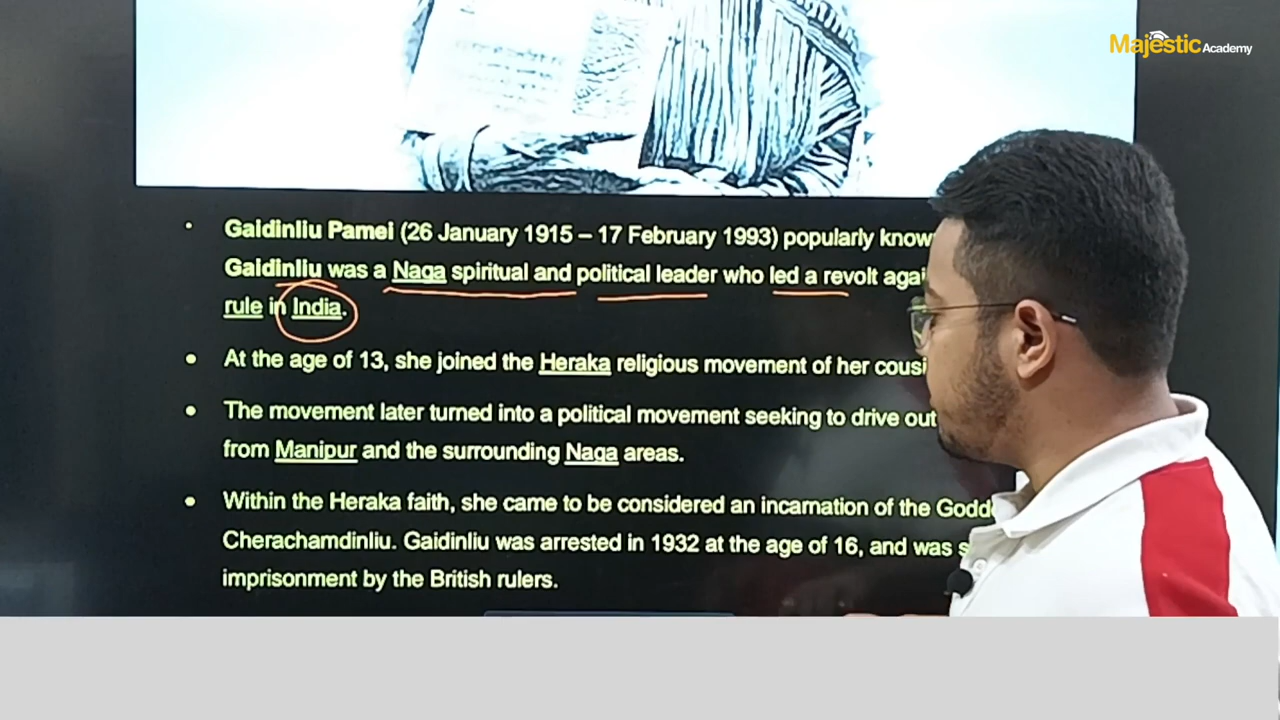 Majestic Academy
Gaidinliu Pamei (26 January 1915 – 17 February 1993) popularly know
Gaidinliu was a Naga spiritual and political leader who led a revolt agai
rule in India.
At the age of 13, she joined the Heraka religious movement of her cousi
The movement later turned into a political movement seeking to drive out
from Manipur and the surrounding Naga areas.
Within the Heraka faith, she came to be considered an incarnation of the Godd
Cherachamdinliu. Gaidinliu was arrested in 1932 at the age of 16, and was s
imprisonment by the British rulers.